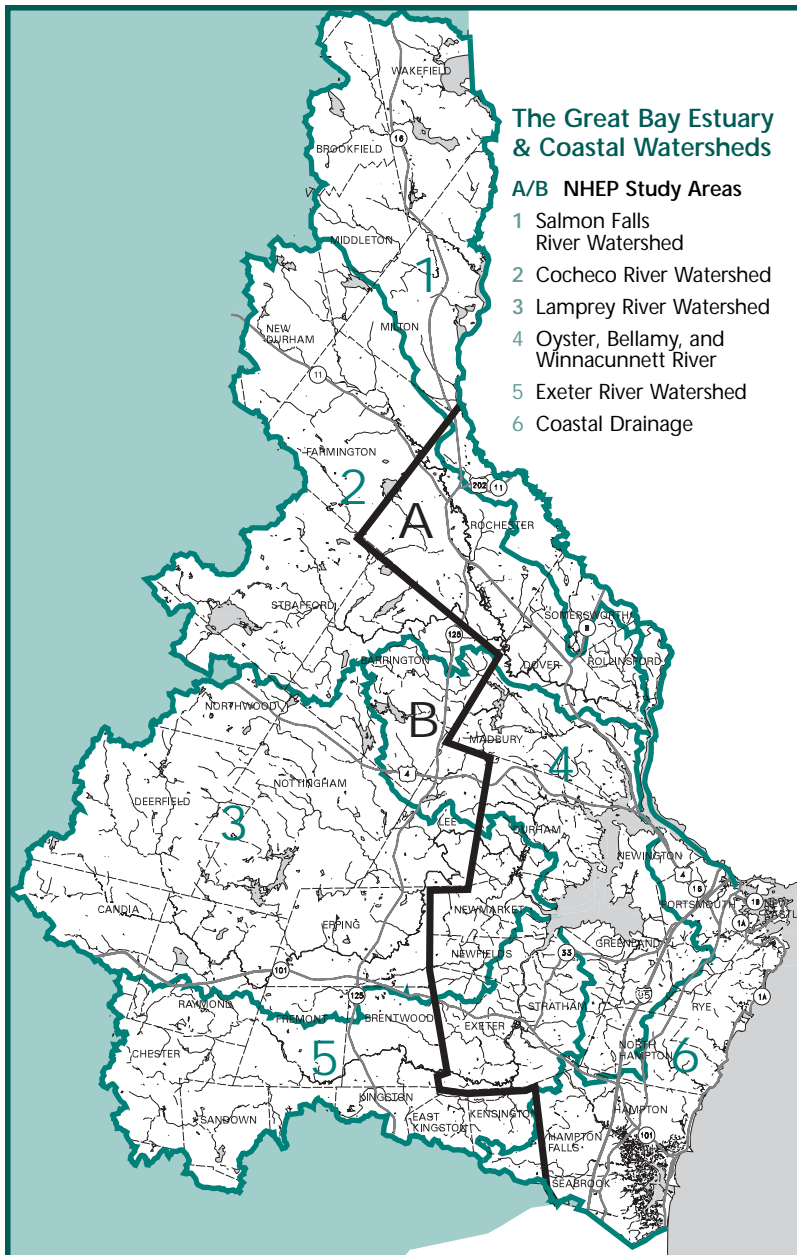 The Great Bay Estuary
& Coastal Watersheds
A/B NHEP Study Areas
1 Salmon Falls
River Watershed
2 Cocheco River Watershed
3 Lamprey River Watershed
4 Oyster, Bellamy, and
Winnacunnett River
5 Exeter River Watershed
6 Coastal Drainage
WAKEFIELD
16
BROOKFIELD
MIDDLETON
1
NEW
DURHAM
MILTON
11
FARMINGTON
2
A
202
11
ROCHESTER
STRAFFORD
SOMERSWORTH
125
BARRINGTON
DOVER
ROLLINSFORD
NORTHWOOD
B
MADBURY
4
NOTTINGHAM
4
DEERFIELD
3
LEE
DURHAM
NEWINGTON
4
16
PORTSMOUTH
1B
CANDIA
NEWMARKET
1A
EPPING
GREENLAND
NEWFIELDS
33
101
125
95
1A
RAYMOND
STRATHAM
RYE
FREMONT
BRENTWOOD
EXETER
CHESTER
5
NORTH
HAMPTON
6
KINGSTON
HAMPTON
SANDOWN
EAST
KINGSTON
KENSINGTON
HAMPTON
FALLS
101
SEABROOK